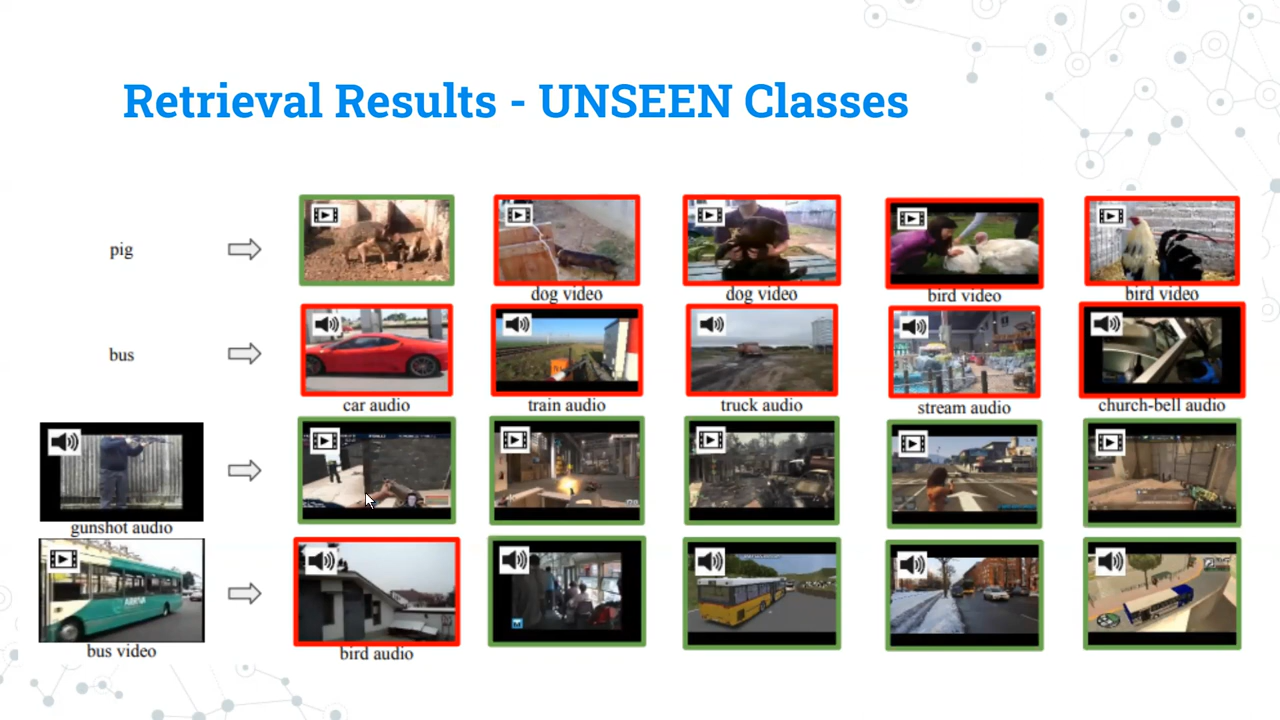 Retrieval Results - UNSEEN Classes
pig
dog video
dog video
bird video
bird video
bus
car audio
train audio
truck audio
stream audio
church-bell audio
gunshot audio
ARRIVA
bus video
bird audio